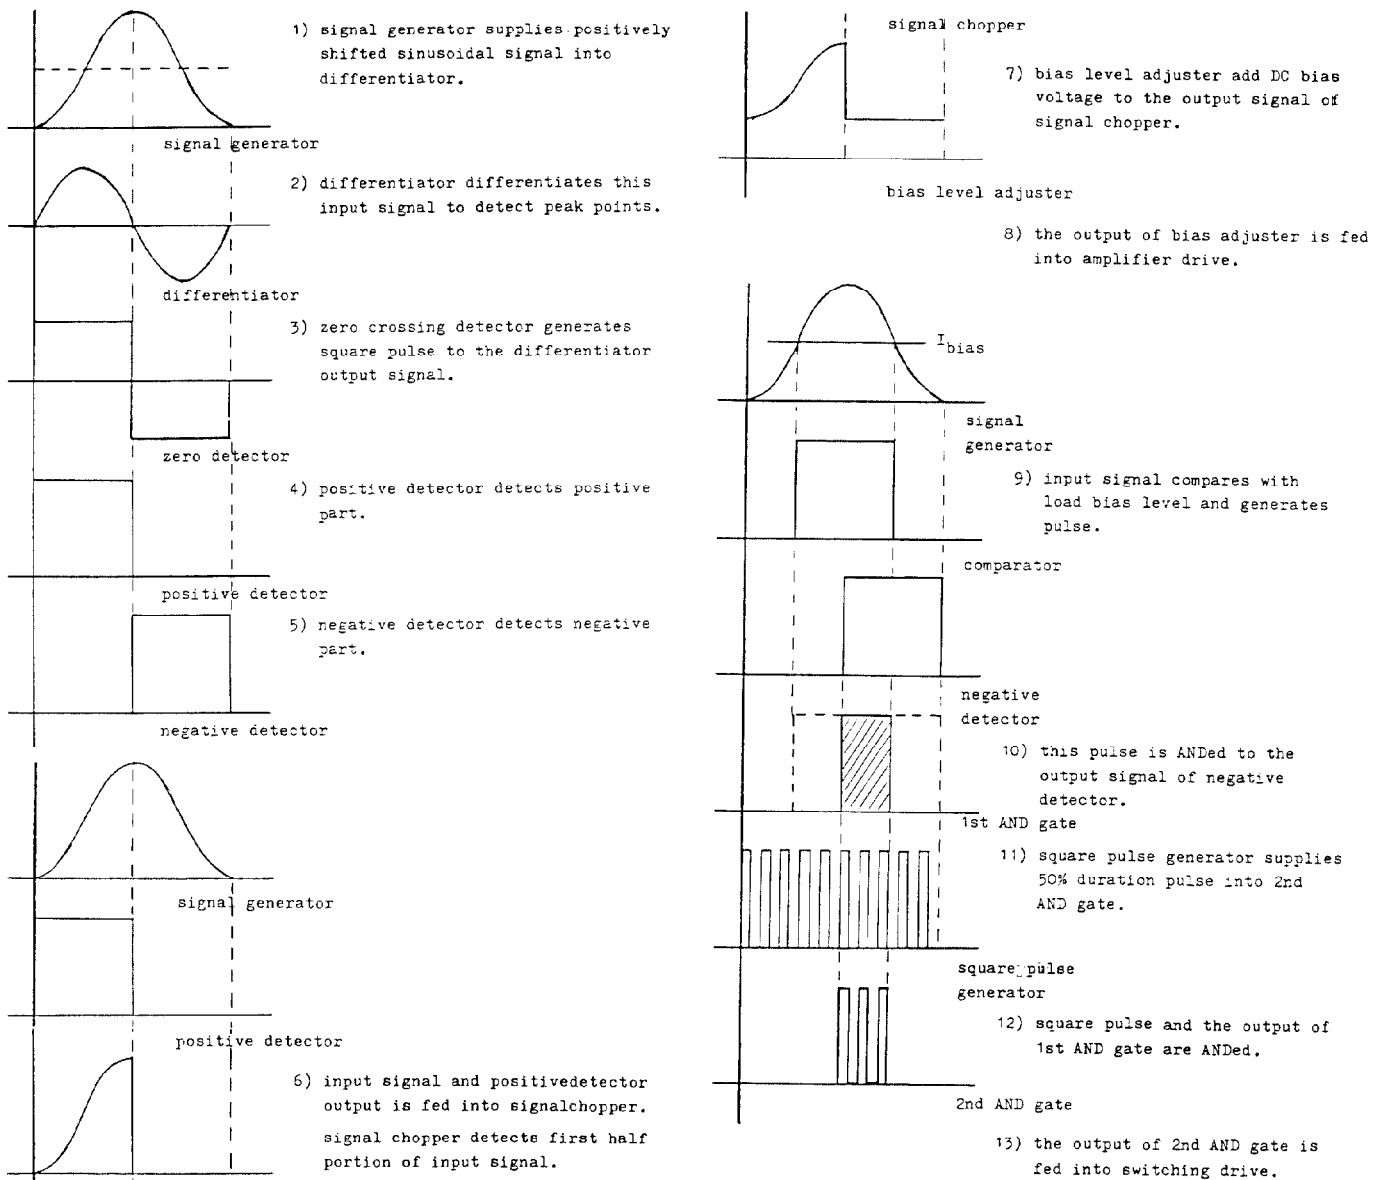 1) signal generator supplies positively
shifted sinusoidal signal into
differentiator.
signal generator
2) differentiator differentiates this
input signal to detect peak points.
differentiator
3) zero crossing detector generates
square pulse to the differentiator
output signal.
zero detector
4) positive detector detects positive
part.
positive detector
5) negative detector detects negative
part.
negative detector
signal generator
positive detector
6) input signal and positivedetector
output is fed into signalchopper.
signal chopper detects first half
portion of input signal.
signal chopper
7) bias level adjuster add DC bias
voltage to the output signal of
signal chopper.
bias level adjuster
8) the output of bias adjuster is fed
into amplifier drive.
Ibias
signal
generator
9) input signal compares with
load bias level and generates
pulse.
comparator
negative
detector
10) this pulse is ANDed to the
output signal of negative
detector.
1st AND gate
11) square pulse generator supplies
50% duration pulse into 2nd
AND gate.
square pulse
generator
12) square pulse and the output of
1st AND gate are ANDed.
2nd AND gate
13) the output of 2nd AND gate is
fed into switching drive.